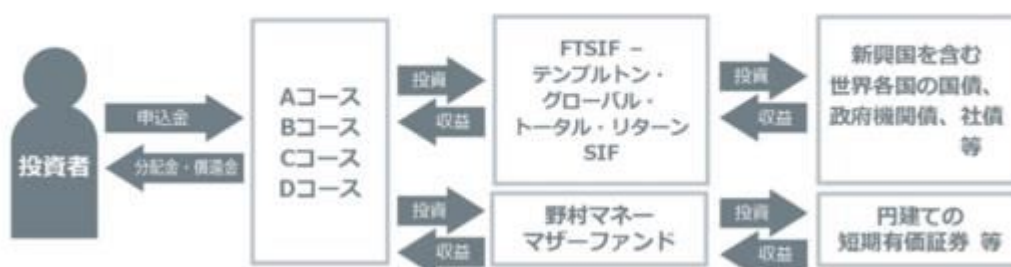 投資者
申込金
分配金・償還金
Aコース
Bコース
Cコース
Dコース
投資
収益
FTSIF －
テンプルトン・
グローバル・
トータル・リターン
SIF
投資
収益
新興国を含む
世界各国の国債、
政府機関債、社債
等
投資
収益
野村マネー
マザーファンド
投資
収益
円建ての
短期有価証券 等